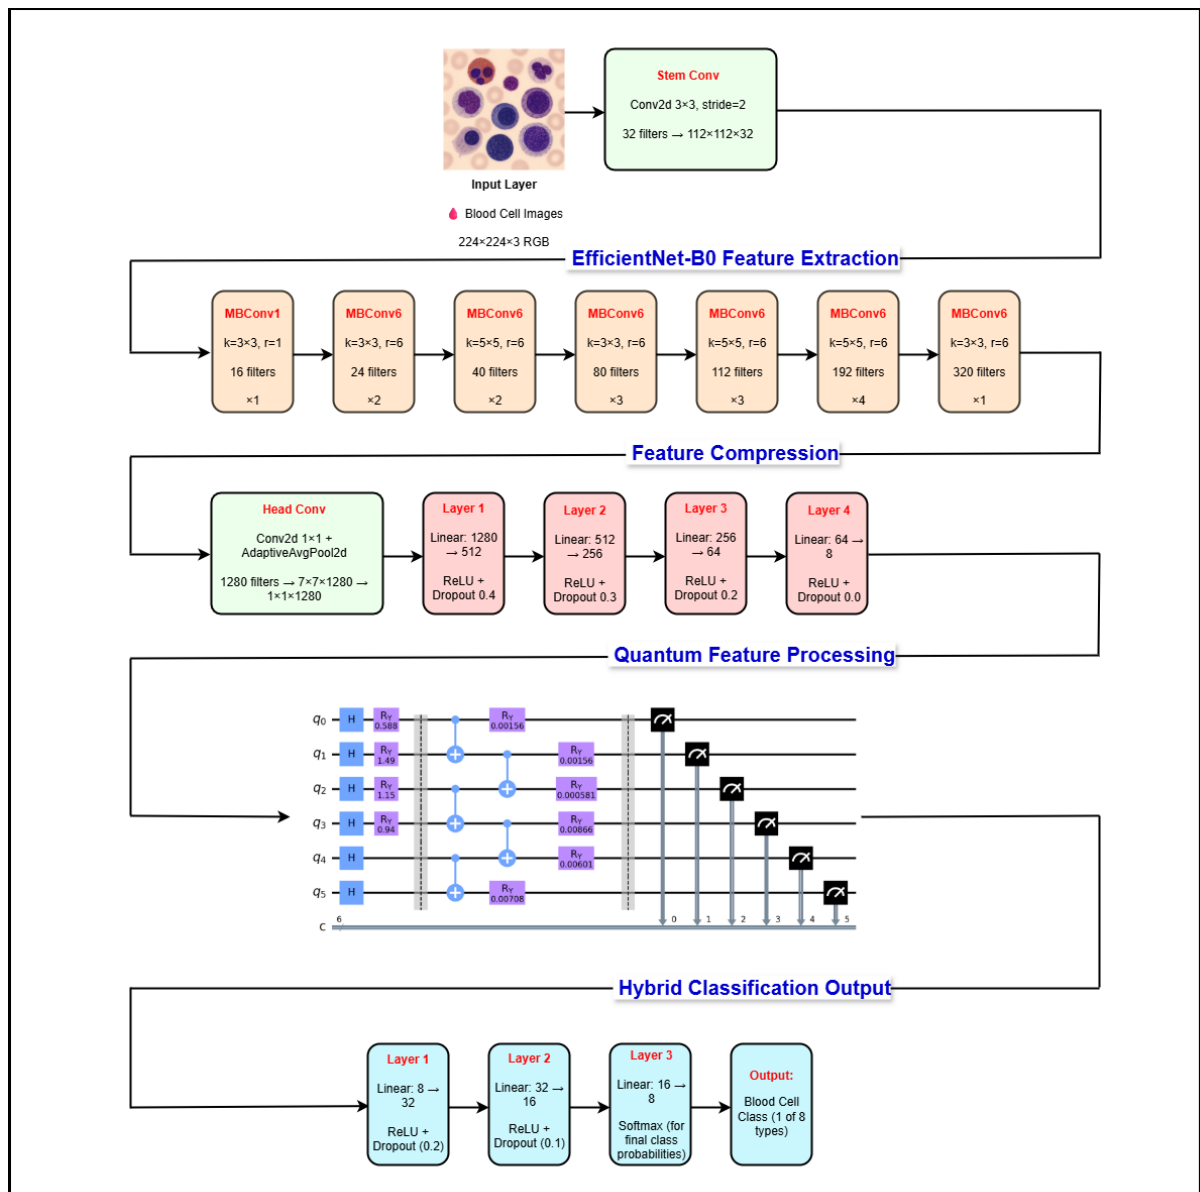 Stem Conv
Conv2d 3×3, stride=2
32 filters → 112×112×32
Input Layer
🩸 Blood Cell Images
224×224×3 RGB
EfficientNet-B0 Feature Extraction
MBConv1
k=3×3, r=1
16 filters
×1
MBConv6
k=3×3, r=6
24 filters
×2
MBConv6
k=5×5, r=6
40 filters
×2
MBConv6
k=3×3, r=6
80 filters
×3
MBConv6
k=5×5, r=6
112 filters
×3
MBConv6
k=5×5, r=6
192 filters
×4
MBConv6
k=3×3, r=6
320 filters
×1
Feature Compression
Head Conv
Conv2d 1×1 +
AdaptiveAvgPool2d
1280 filters → 7×7×1280 →
1×1×1280
Layer 1
Linear: 1280
→ 512
ReLU +
Dropout 0.4
Layer 2
Linear: 512
→ 256
ReLU +
Dropout 0.3
Layer 3
Linear: 256
→ 64
ReLU +
Dropout 0.2
Layer 4
Linear: 64 →
8
ReLU +
Dropout 0.0
Quantum Feature Processing
q0 H RY 0.588 RY 0.00156
q1 H RY 1.49 RY 0.00156
q2 H RY 1.15 RY 0.000581
q3 H RY 0.94 RY 0.00866
q4 H RY 0.00601
q5 H RY 0.00708
c 6 0 1 2 3 4 5
Hybrid Classification Output
Layer 1
Linear: 8 →
32
ReLU +
Dropout (0.2)
Layer 2
Linear: 32 →
16
ReLU +
Dropout (0.1)
Layer 3
Linear: 16 →
8
Softmax (for
final class
probabilities)
Output:
Blood Cell
Class (1 of 8
types)